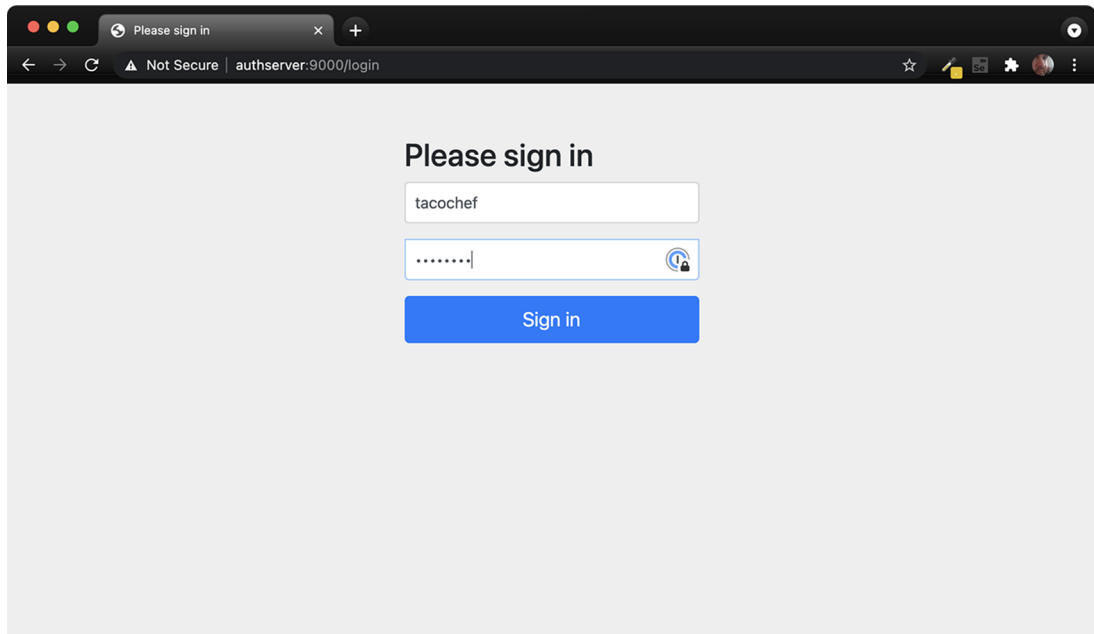 Please sign in
Not Secure | authserver:9000/login
Please sign in
tacochef
••••••••
Sign in